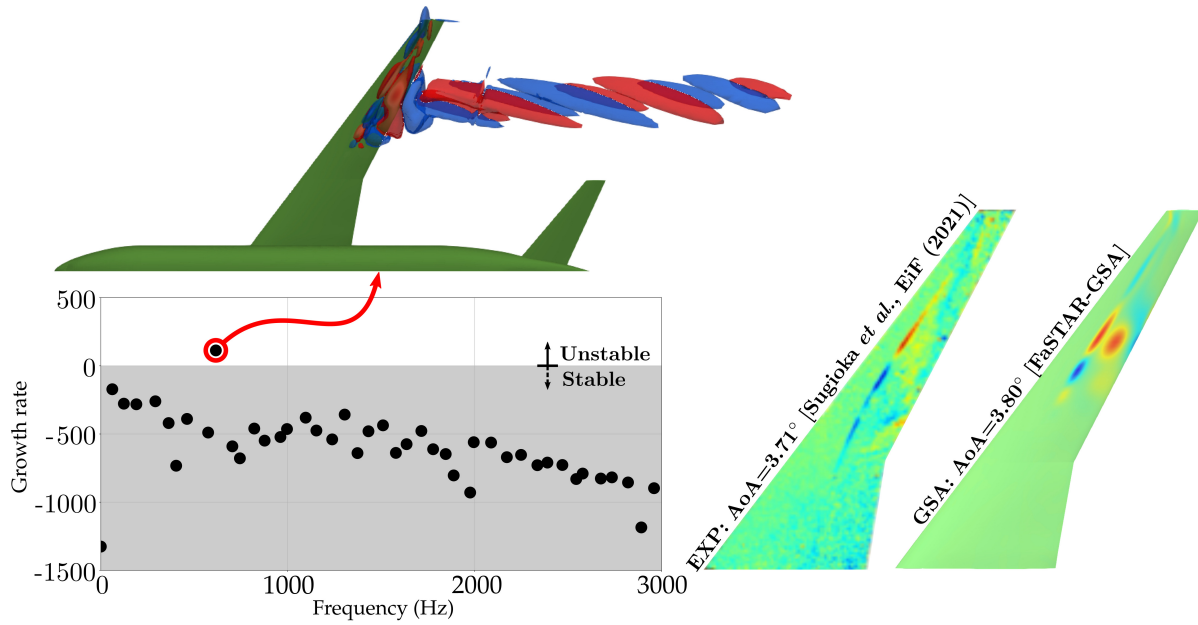 500
0
-500
-1000
-1500
Growth rate
0
1000
2000
3000
Frequency (Hz)
Unstable
Stable
EXP: AoA=3.71° [Sugioka et al., EiF (2021)]
GSA: AoA=3.80° [FaSTAR-GSA]